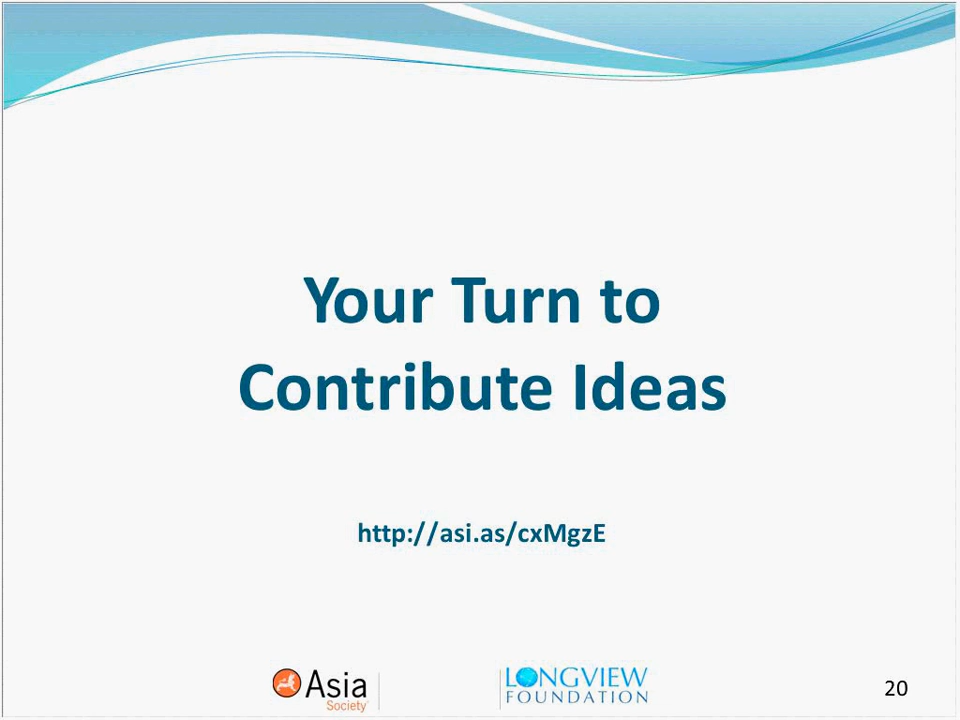 Your Turn to
Contribute Ideas
http://asi.as/cxMgzE
Asia
Society
LONGVIEW
FOUNDATION
20